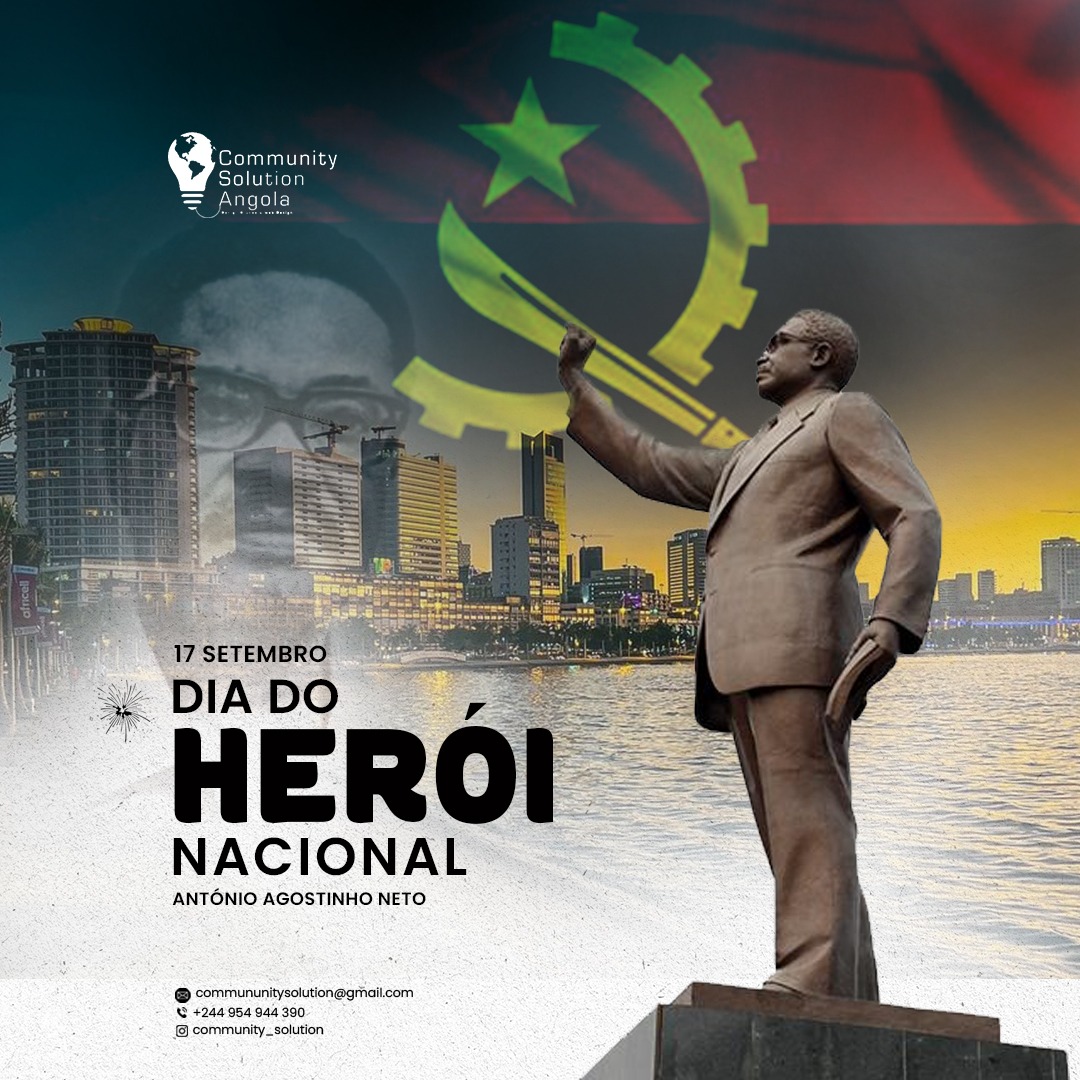 Community
Solution
Angola
africell
17 SETEMBRO
DIA DO
HERÓI
NACIONAL
ANTÓNIO AGOSTINHO NETO
commununitysolution@gmail.com
+244 954 944 390
community_solution